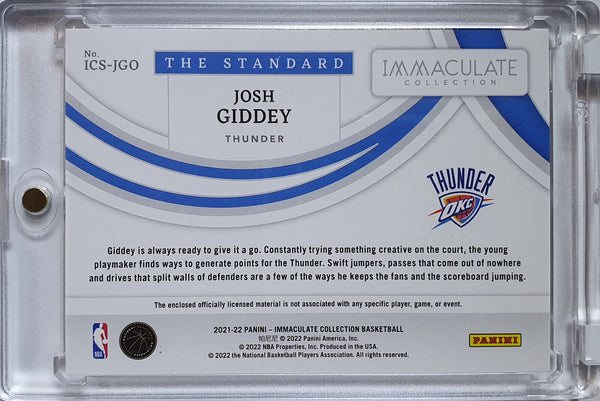 No.
ICS-JGO
THE STANDARD
IMMACULATE
COLLECTION
JOSH
GIDDEY
THUNDER
THUNDER
OKC
Giddey is always ready to give it a go. Constantly trying something creative on the court, the young
playmaker finds ways to generate points for the Thunder. Swift jumpers, passes that come out of nowhere
and drives that split walls of defenders are a few of the ways he keeps the fans and the scoreboard jumping.
The enclosed officially licensed material is not associated with any specific player, game, or event.
2021-22 PANINI – IMMACULATE COLLECTION BASKETBALL
帕尼尼 © 2022 Panini America, Inc.
© 2022 NBA Properties, Inc. Produced in the USA.
© 2022 the National Basketball Players Association. All rights reserved.
NBA
PANINI